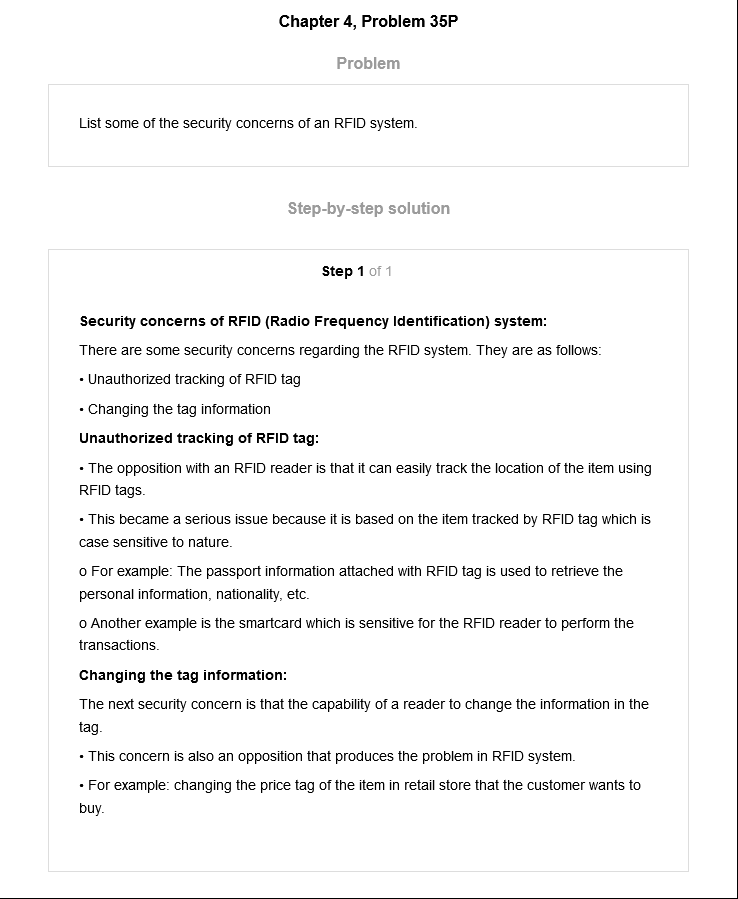 Chapter 4, Problem 35P
Problem
List some of the security concerns of an RFID system.
Step-by-step solution
Step 1 of 1
Security concerns of RFID (Radio Frequency Identification) system:
There are some security concerns regarding the RFID system. They are as follows:
• Unauthorized tracking of RFID tag
• Changing the tag information
Unauthorized tracking of RFID tag:
• The opposition with an RFID reader is that it can easily track the location of the item using
RFID tags.
• This became a serious issue because it is based on the item tracked by RFID tag which is
case sensitive to nature.
o For example: The passport information attached with RFID tag is used to retrieve the
personal information, nationality, etc.
o Another example is the smartcard which is sensitive for the RFID reader to perform the
transactions.
Changing the tag information:
The next security concern is that the capability of a reader to change the information in the
tag.
• This concern is also an opposition that produces the problem in RFID system.
• For example: changing the price tag of the item in retail store that the customer wants to
buy.